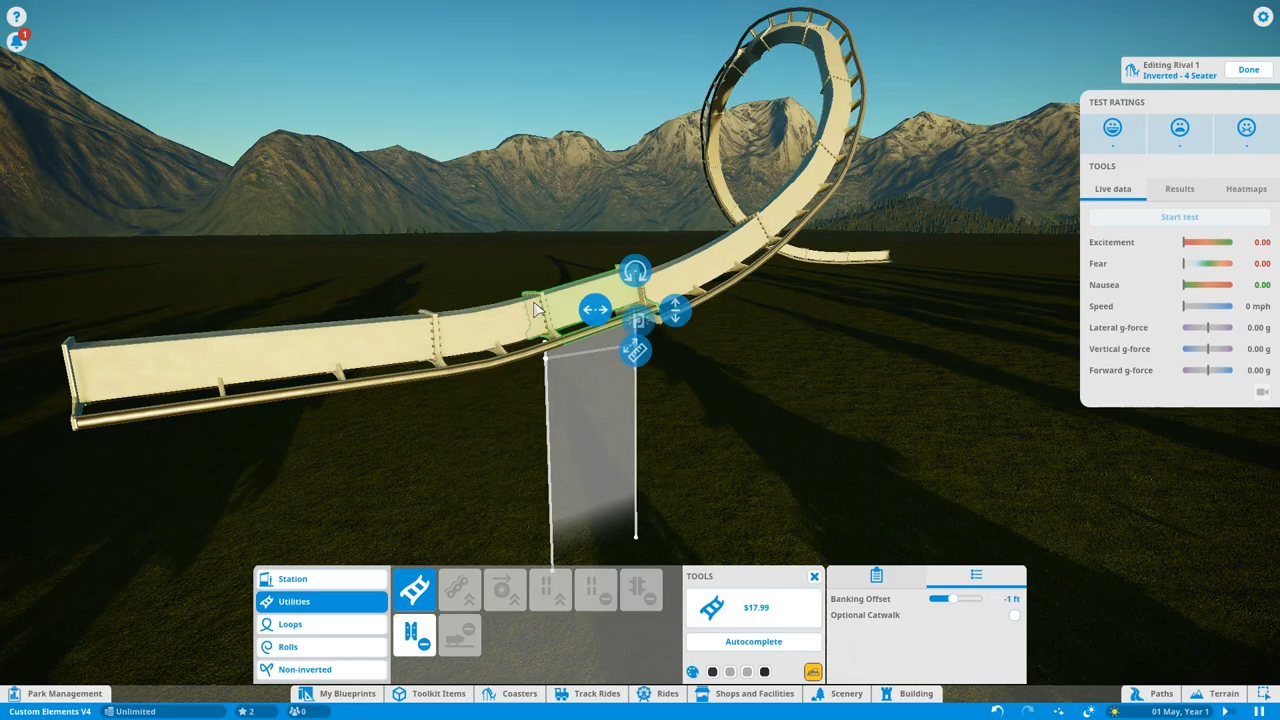 ?
1
Editing Rival 1
Inverted - 4 Seater
Done
TEST RATINGS
- - -
TOOLS
Live data Results Heatmaps
Start test
Excitement 0.00
Fear 0.00
Nausea 0.00
Speed 0 mph
Lateral g-force 0.00 g
Vertical g-force 0.00 g
Forward g-force 0.00 g
Station
Utilities
Loops
Rolls
Non-inverted
TOOLS
$17.99
Autocomplete
Banking Offset -1 ft
Optional Catwalk
Park Management My Blueprints Toolkit Items Coasters Track Rides Rides Shops and Facilities Scenery Building Paths Terrain
Custom Elements V4 Unlimited 2 0 01 May, Year 1